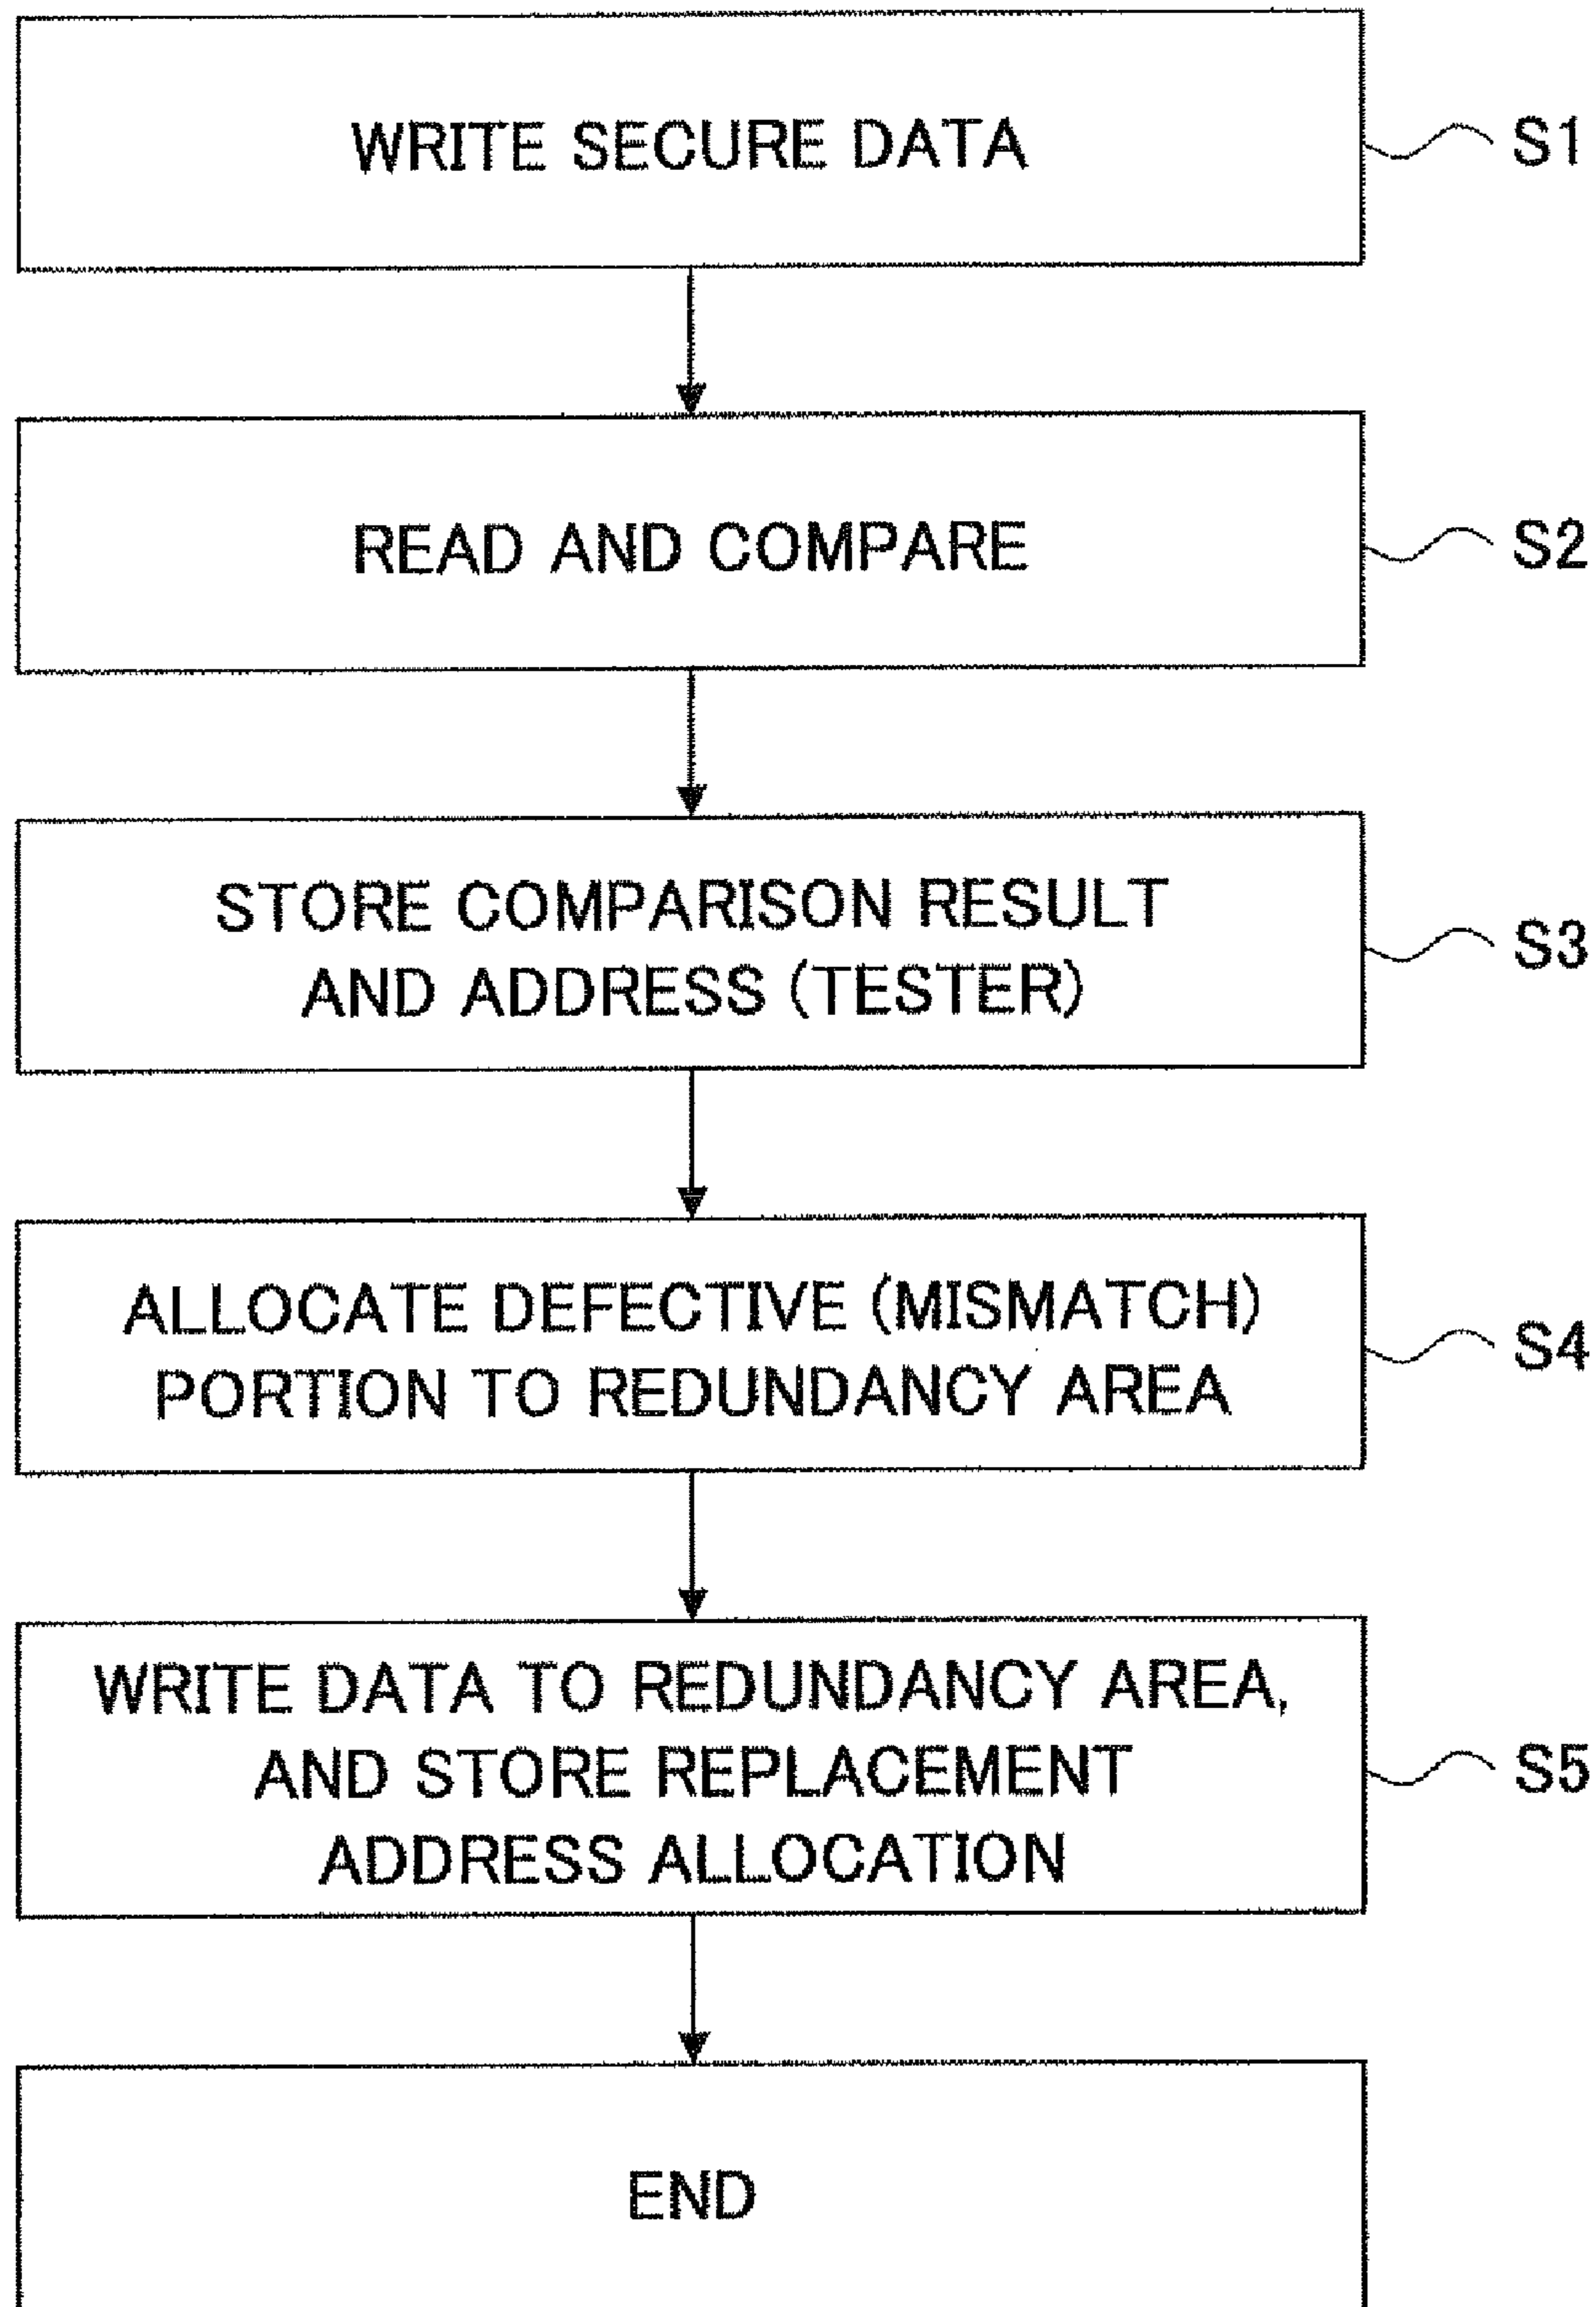 WRITE SECURE DATA
S1
READ AND COMPARE
S2
STORE COMPARISON RESULT
AND ADDRESS (TESTER)
S3
ALLOCATE DEFECTIVE (MISMATCH)
PORTION TO REDUNDANCY AREA
S4
WRITE DATA TO REDUNDANCY AREA,
AND STORE REPLACEMENT
ADDRESS ALLOCATION
S5
END